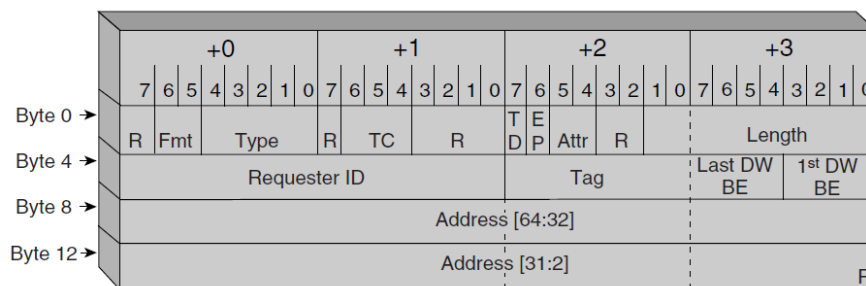 +0 +1 +2 +3
7 6 5 4 3 2 1 0 7 6 5 4 3 2 1 0 7 6 5 4 3 2 1 0 7 6 5 4 3 2 1 0
Byte 0 R Fmt Type R TC R TD EP Attr R Length
Byte 4 Requester ID Tag Last DW BE 1st DW BE
Byte 8 Address [64:32]
Byte 12 Address [31:2]